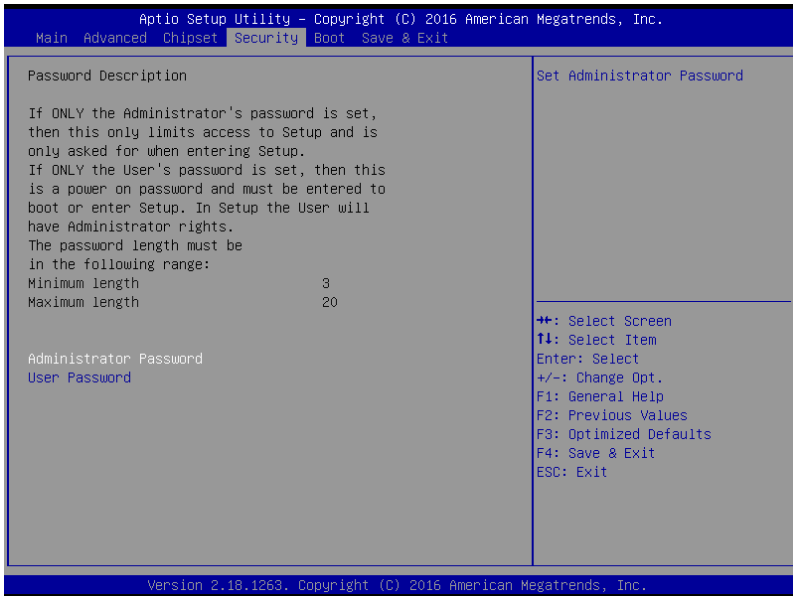 Aptio Setup Utility – Copyright (C) 2016 American Megatrends, Inc.
Main Advanced Chipset Security Boot Save & Exit
Password Description
If ONLY the Administrator's password is set,
then this only limits access to Setup and is
only asked for when entering Setup.
If ONLY the User's password is set, then this
is a power on password and must be entered to
boot or enter Setup. In Setup the User will
have Administrator rights.
The password length must be
in the following range:
Minimum length 3
Maximum length 20
Administrator Password
User Password
Set Administrator Password
→←: Select Screen
↑↓: Select Item
Enter: Select
+/-: Change Opt.
F1: General Help
F2: Previous Values
F3: Optimized Defaults
F4: Save & Exit
ESC: Exit
Version 2.18.1263. Copyright (C) 2016 American Megatrends, Inc.